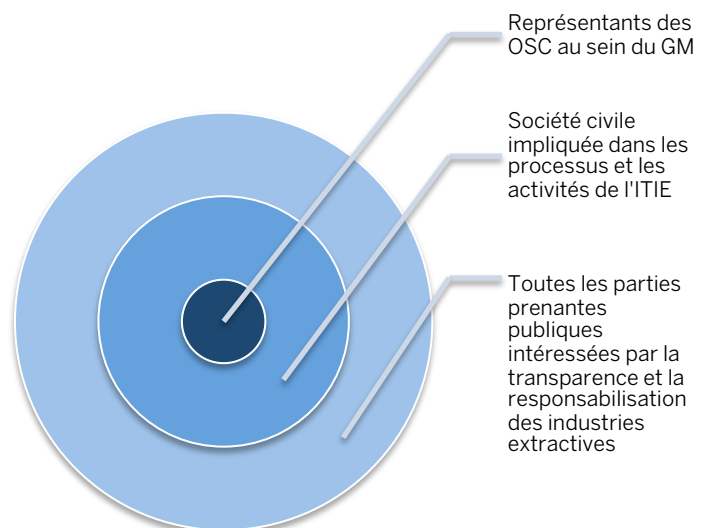 Représentants des
OSC au sein du GM
Société civile
impliquée dans les
processus et les
activités de l'ITIE
Toutes les parties
prenantes
publiques
intéressées par la
transparence et la
responsabilisation
des industries
extractives